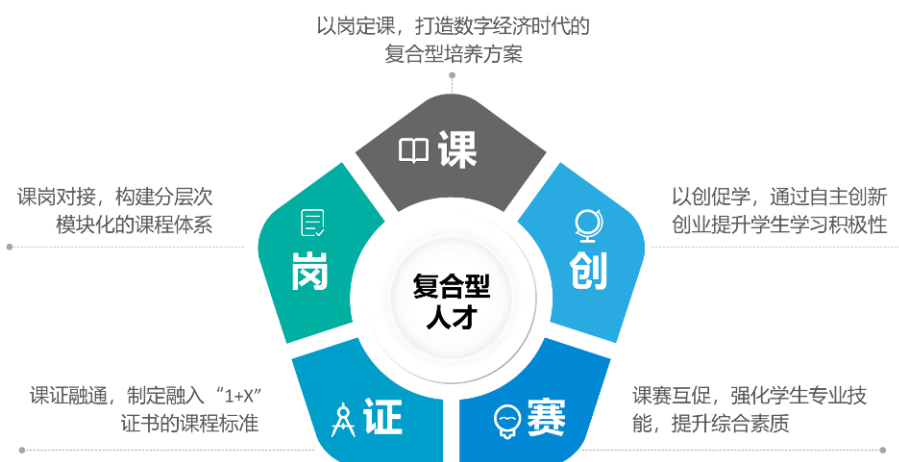 以岗定课，打造数字经济时代的
复合型培养方案
课
课岗对接，构建分层次
模块化的课程体系
岗
以创促学，通过自主创新
创业提升学生学习积极性
创
复合型
人才
课证融通，制定融入“1+X”
证书的课程标准
证
课赛互促，强化学生专业技
能，提升综合素质
赛